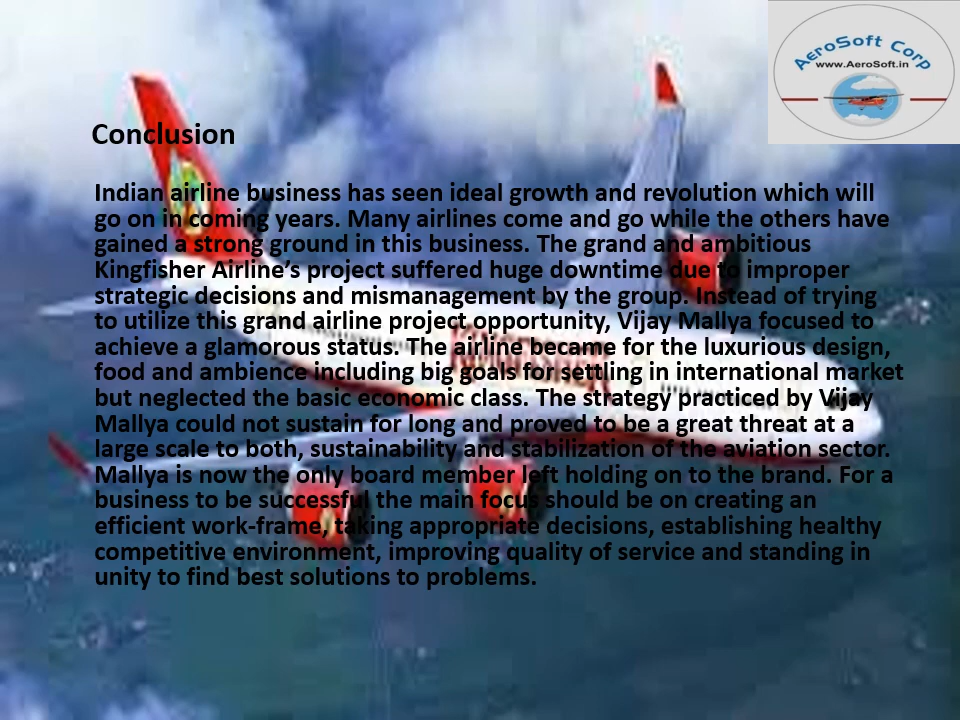 AeroSoft Corp
www.AeroSoft.in
Conclusion
Indian airline business has seen ideal growth and revolution which will
go on in coming years. Many airlines come and go while the others have
gained a strong ground in this business. The grand and ambitious
Kingfisher Airline’s project suffered huge downtime due to improper
strategic decisions and mismanagement by the group. Instead of trying
to utilize this grand airline project opportunity, Vijay Mallya focused to
achieve a glamorous status. The airline became for the luxurious design,
food and ambience including big goals for settling in international market
but neglected the basic economic class. The strategy practiced by Vijay
Mallya could not sustain for long and proved to be a great threat at a
large scale to both, sustainability and stabilization of the aviation sector.
Mallya is now the only board member left holding on to the brand. For a
business to be successful the main focus should be on creating an
efficient work-frame, taking appropriate decisions, establishing healthy
competitive environment, improving quality of service and standing in
unity to find best solutions to problems.